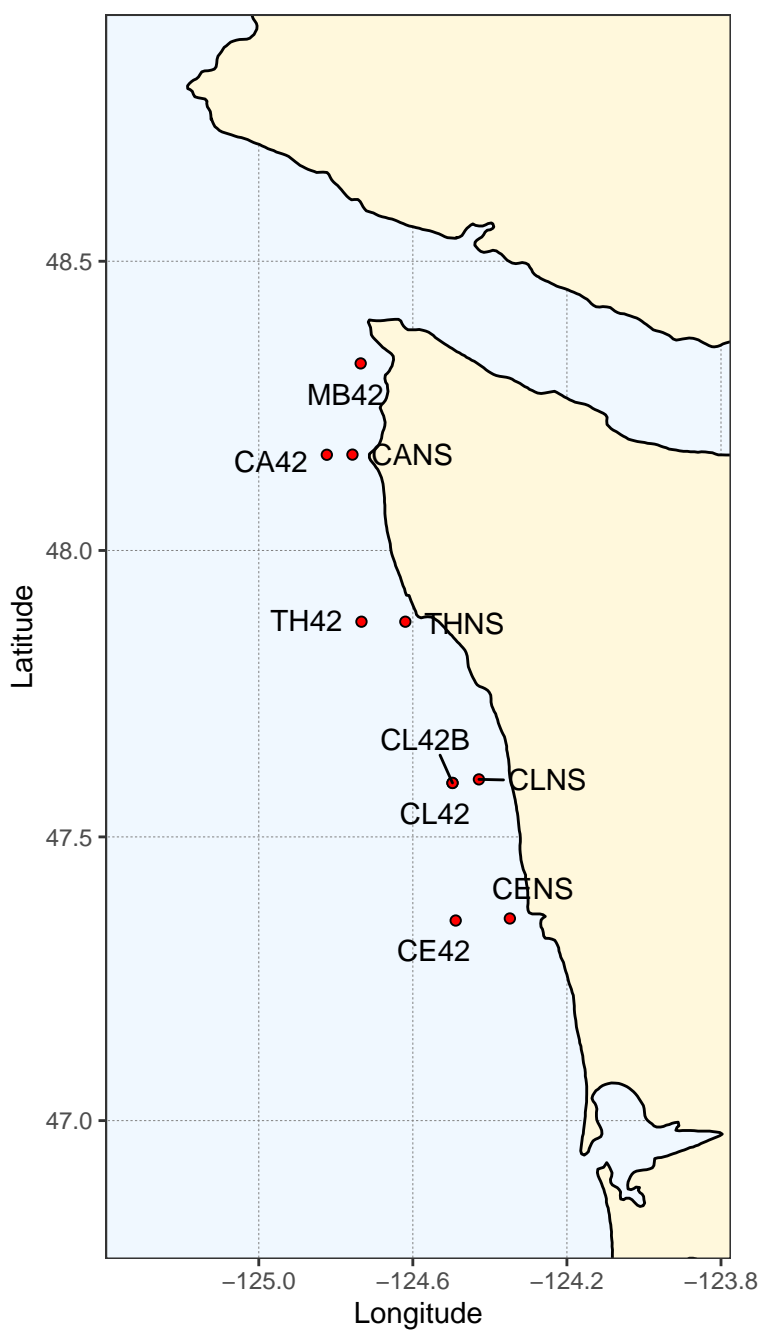 48.5
MB42
CA42
CANS
48.0
TH42
THNS
Latitude
CL42B
CLNS
CL42
47.5
CENS
CE42
47.0
−125.0
−124.6
−124.2
−123.8
Longitude